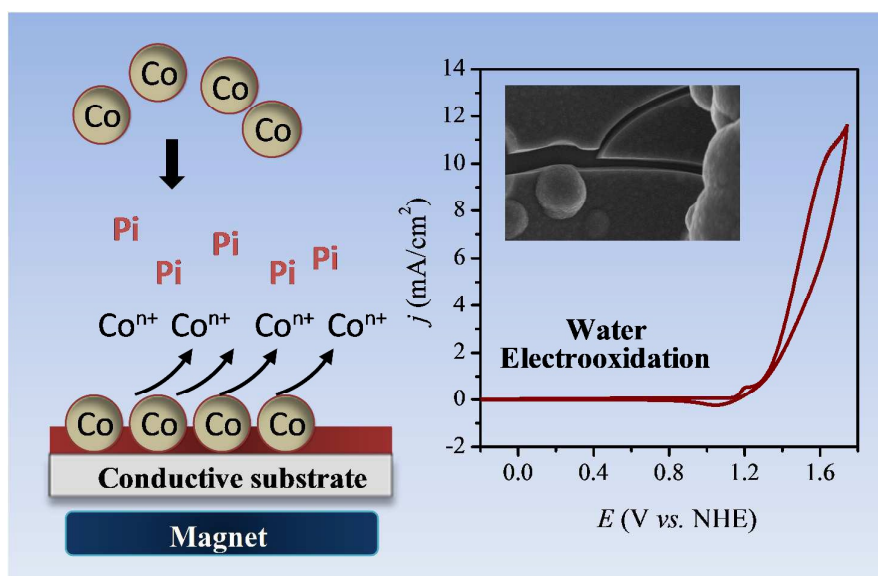 Co
Co
Co
Co
Pi
Pi
Pi
Pi
Pi
Coⁿ⁺ Coⁿ⁺ Coⁿ⁺ Coⁿ⁺
Co Co Co Co
Conductive substrate
Magnet
14
12
10
8
6
4
2
0
-2
j (mA/cm²)
Water
Electrooxidation
0.0 0.4 0.8 1.2 1.6
E (V vs. NHE)